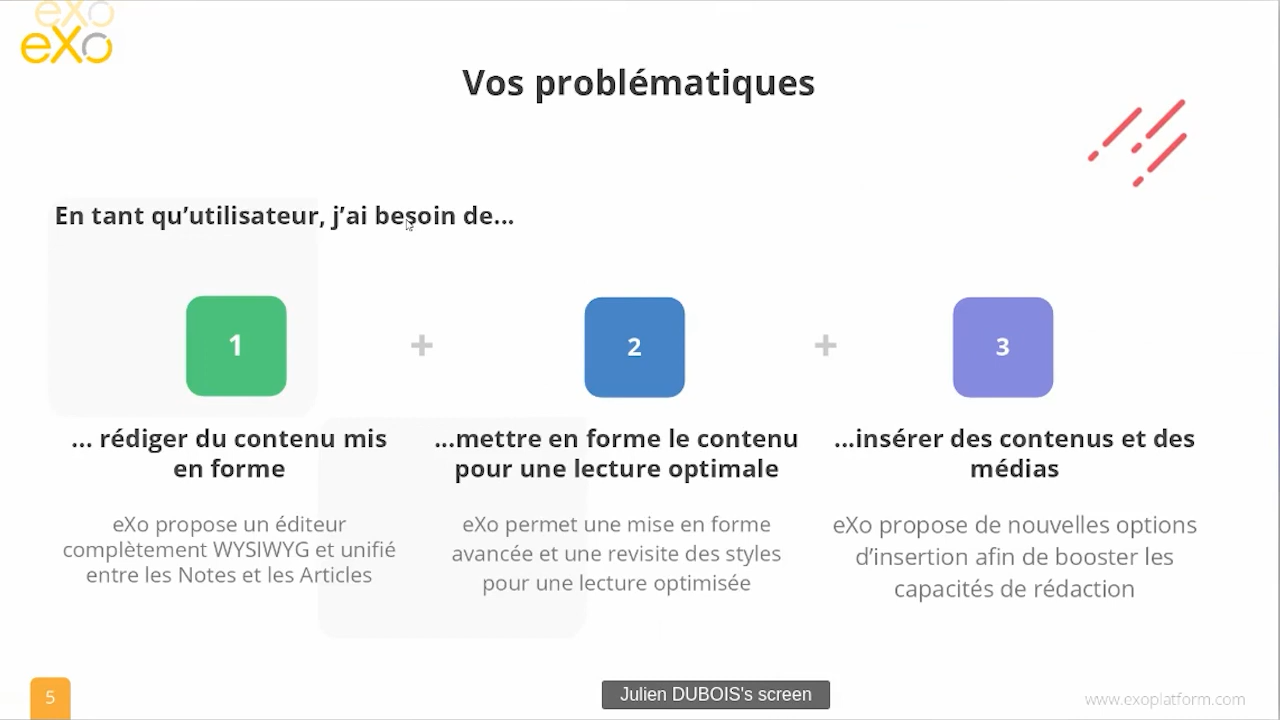 eXo
eXo
Vos problématiques
En tant qu’utilisateur, j’ai besoin de...
1
+
2
+
3
... rédiger du contenu mis
en forme
...mettre en forme le contenu
pour une lecture optimale
...insérer des contenus et des
médias
eXo propose un éditeur
complètement WYSIWYG et unifié
entre les Notes et les Articles
eXo permet une mise en forme
avancée et une revisite des styles
pour une lecture optimisée
eXo propose de nouvelles options
d’insertion afin de booster les
capacités de rédaction
5
Julien DUBOIS's screen
www.exoplatform.com